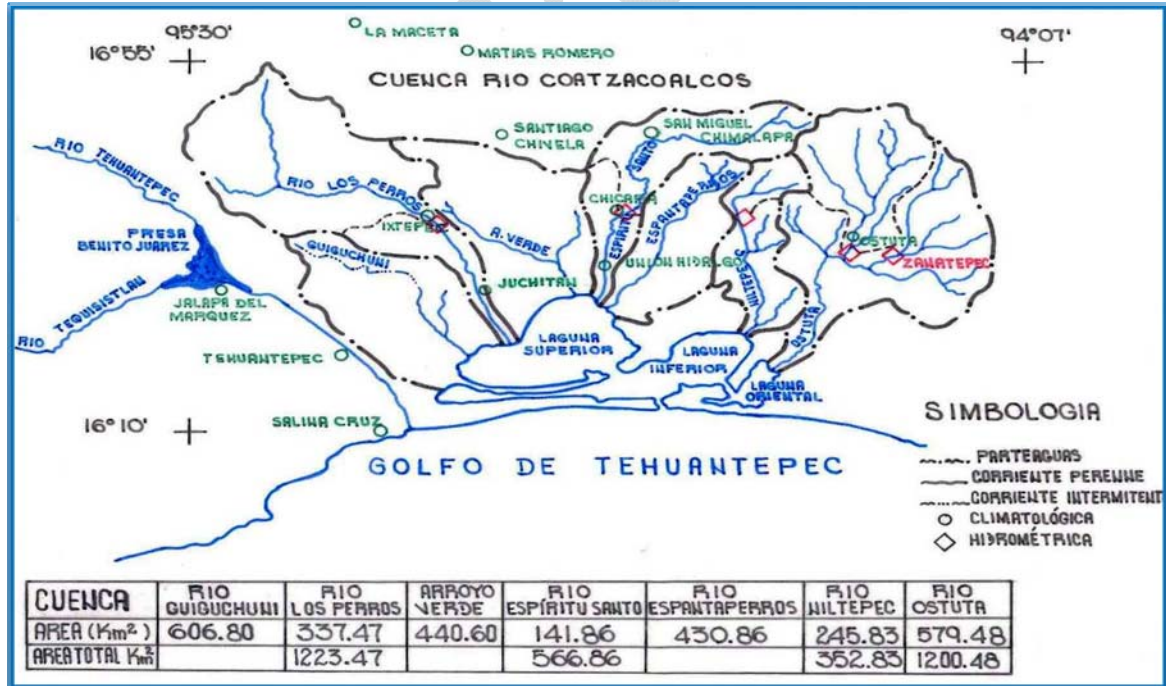 95°30'
94°07'
16°55'
LA MACETA
MATIAS ROMERO
CUENCA RIO COATZACOALCOS
SANTIAGO
CHIVELA
SAN MIGUEL
CHIMALAPA
RIO TEHUANTEPEC
RIO LOS PERROS
IXTEPEC
PRESA
BENITO JUAREZ
GUIGUCHUNI
R. VERDE
CHICAPA
ESPIRITU SANTO
ESPANTAPERROS
UNION HIDALGO
NILTEPEC
OSTUTA
ZANATEPEC
OSTUTA
RIO TEQUISISTLAN
JALAPA DEL
MARQUEZ
JUCHITAN
TEHUANTEPEC
LAGUNA
SUPERIOR
LAGUNA
INFERIOR
LAGUNA
ORIENTAL
SALINA CRUZ
16°10'
GOLFO DE TEHUANTEPEC
SIMBOLOGIA
PARTEAGUAS
CORRIENTE PERENNE
CORRIENTE INTERMITENT
CLIMATOLÓGICA
HIDROMÉTRICA
CUENCA RIO GUIGUCHUNI RIO LOS PERROS ARROYO VERDE RIO ESPÍRITU SANTO RIO ESPANTAPERROS RIO NILTEPEC RIO OSTUTA
AREA (Km²) 606.80 337.47 440.60 141.86 430.86 245.83 579.48
AREA TOTAL Km² 1223.47 566.86 352.83 1200.48